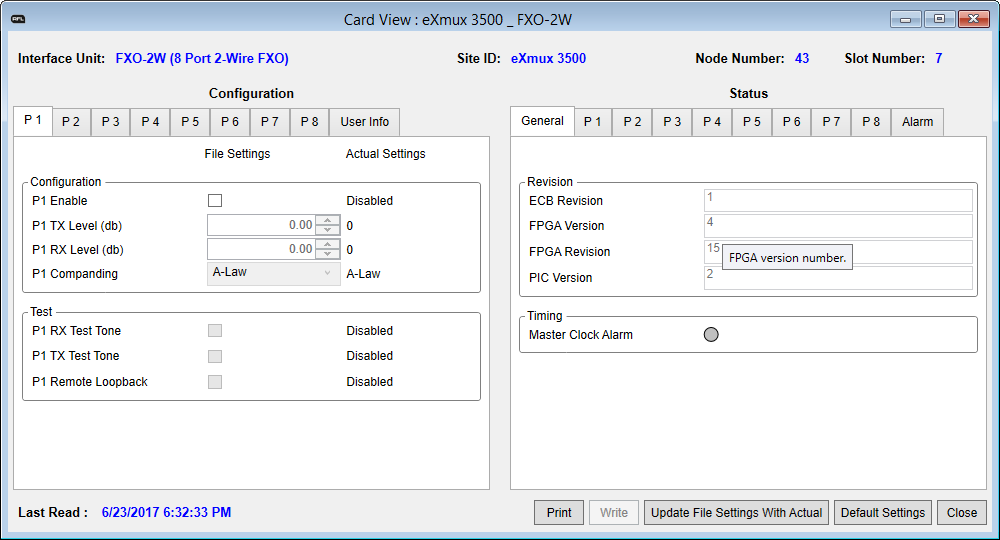 RFL
Card View : eXmux 3500 _ FXO-2W
Interface Unit: FXO-2W (8 Port 2-Wire FXO) Site ID: eXmux 3500 Node Number: 43 Slot Number: 7
Configuration
P 1 P 2 P 3 P 4 P 5 P 6 P 7 P 8 User Info
File Settings Actual Settings
Configuration
P1 Enable Disabled
P1 TX Level (db) 0.00 0
P1 RX Level (db) 0.00 0
P1 Companding A-Law A-Law
Test
P1 RX Test Tone Disabled
P1 TX Test Tone Disabled
P1 Remote Loopback Disabled
Status
General P 1 P 2 P 3 P 4 P 5 P 6 P 7 P 8 Alarm
Revision
ECB Revision 1
FPGA Version 4
FPGA Revision 15
FPGA version number.
PIC Version 2
Timing
Master Clock Alarm
Last Read : 6/23/2017 6:32:33 PM
Print Write Update File Settings With Actual Default Settings Close